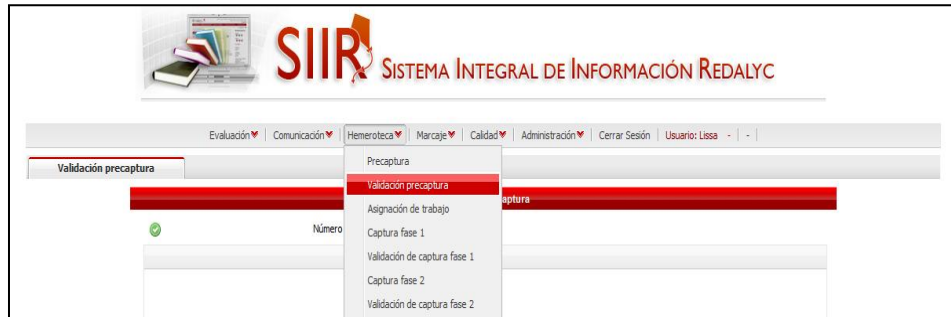 SIIR SISTEMA INTEGRAL DE INFORMACIÓN REDALYC
Evaluación | Comunicación | Hemeroteca | Marcaje | Calidad | Administración | Cerrar Sesión | Usuario: Lissa - | - |
Validación precaptura
Precaptura
Validación precaptura
aptura
Asignación de trabajo
Número
Captura fase 1
Validación de captura fase 1
Captura fase 2
Validación de captura fase 2